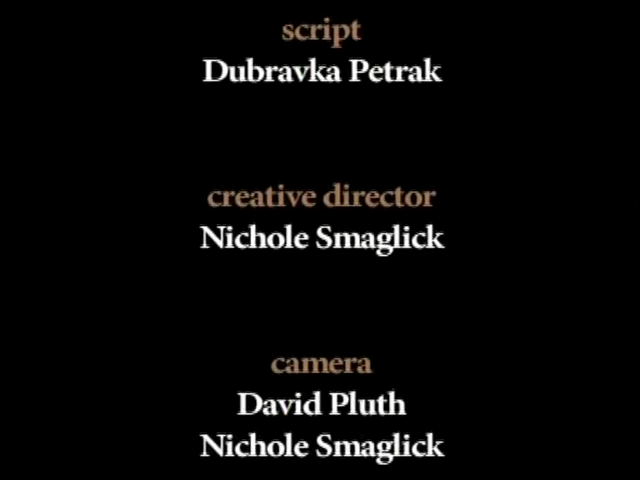 script
Dubravka Petrak
creative director
Nichole Smaglick
camera
David Pluth
Nichole Smaglick